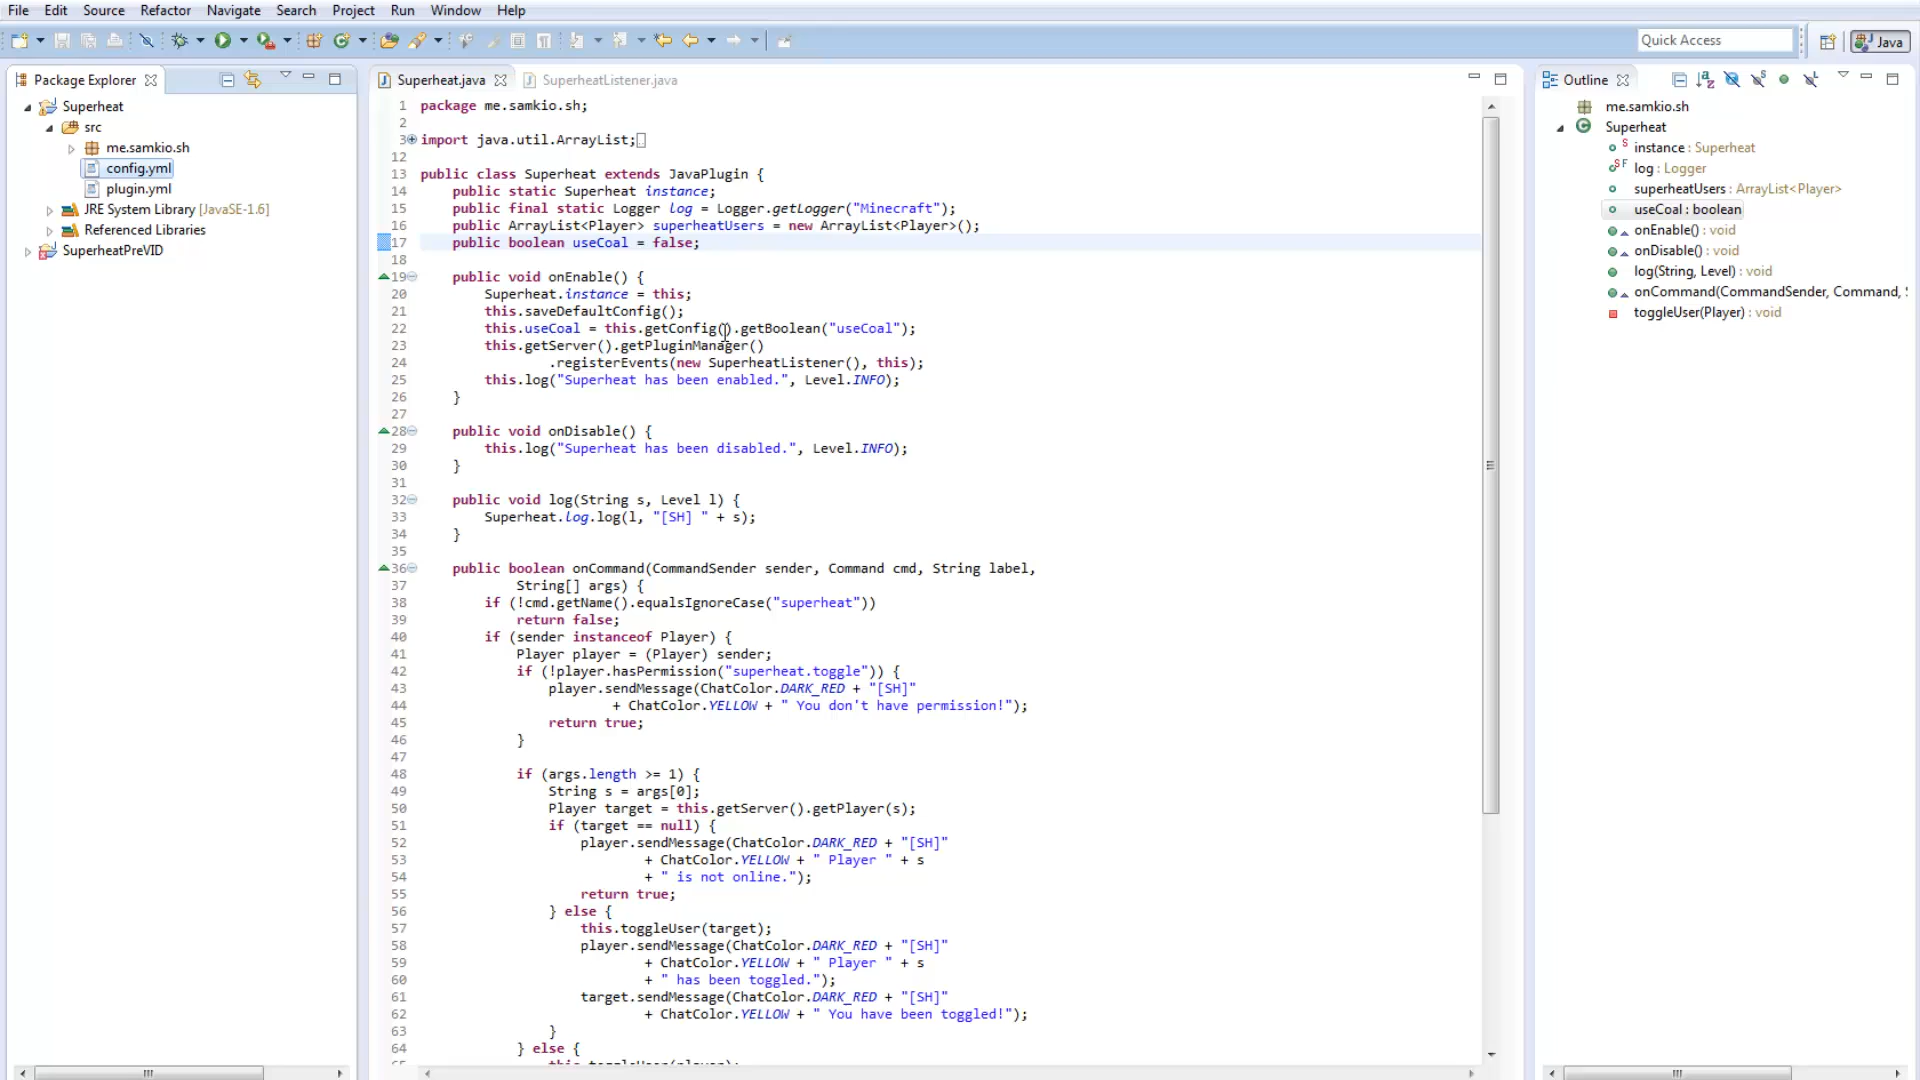 File Edit Source Refactor Navigate Search Project Run Window Help
Quick Access
Java
Package Explorer
Superheat
src
me.samkio.sh
config.yml
plugin.yml
JRE System Library [JavaSE-1.6]
Referenced Libraries
SuperheatPreVID
Superheat.java
SuperheatListener.java
1 package me.samkio.sh;
2
3 import java.util.ArrayList;
12
13 public class Superheat extends JavaPlugin {
14 public static Superheat instance;
15 public final static Logger log = Logger.getLogger("Minecraft");
16 public ArrayList<Player> superheatUsers = new ArrayList<Player>();
17 public boolean useCoal = false;
18
19 public void onEnable() {
20 Superheat.instance = this;
21 this.saveDefaultConfig();
22 this.useCoal = this.getConfig().getBoolean("useCoal");
23 this.getServer().getPluginManager()
24 .registerEvents(new SuperheatListener(), this);
25 this.log("Superheat has been enabled.", Level.INFO);
26 }
27
28 public void onDisable() {
29 this.log("Superheat has been disabled.", Level.INFO);
30 }
31
32 public void log(String s, Level l) {
33 Superheat.log.log(l, "[SH] " + s);
34 }
35
36 public boolean onCommand(CommandSender sender, Command cmd, String label,
37 String[] args) {
38 if (!cmd.getName().equalsIgnoreCase("superheat"))
39 return false;
40 if (sender instanceof Player) {
41 Player player = (Player) sender;
42 if (!player.hasPermission("superheat.toggle")) {
43 player.sendMessage(ChatColor.DARK_RED + "[SH]"
44 + ChatColor.YELLOW + " You don't have permission!");
45 return true;
46 }
47
48 if (args.length >= 1) {
49 String s = args[0];
50 Player target = this.getServer().getPlayer(s);
51 if (target == null) {
52 player.sendMessage(ChatColor.DARK_RED + "[SH]"
53 + ChatColor.YELLOW + " Player " + s
54 + " is not online.");
55 return true;
56 } else {
57 this.toggleUser(target);
58 player.sendMessage(ChatColor.DARK_RED + "[SH]"
59 + ChatColor.YELLOW + " Player " + s
60 + " has been toggled.");
61 target.sendMessage(ChatColor.DARK_RED + "[SH]"
62 + ChatColor.YELLOW + " You have been toggled!");
63 }
64 } else {
Outline
me.samkio.sh
Superheat
instance : Superheat
log : Logger
superheatUsers : ArrayList<Player>
useCoal : boolean
onEnable() : void
onDisable() : void
log(String, Level) : void
onCommand(CommandSender, Command, S
toggleUser(Player) : void